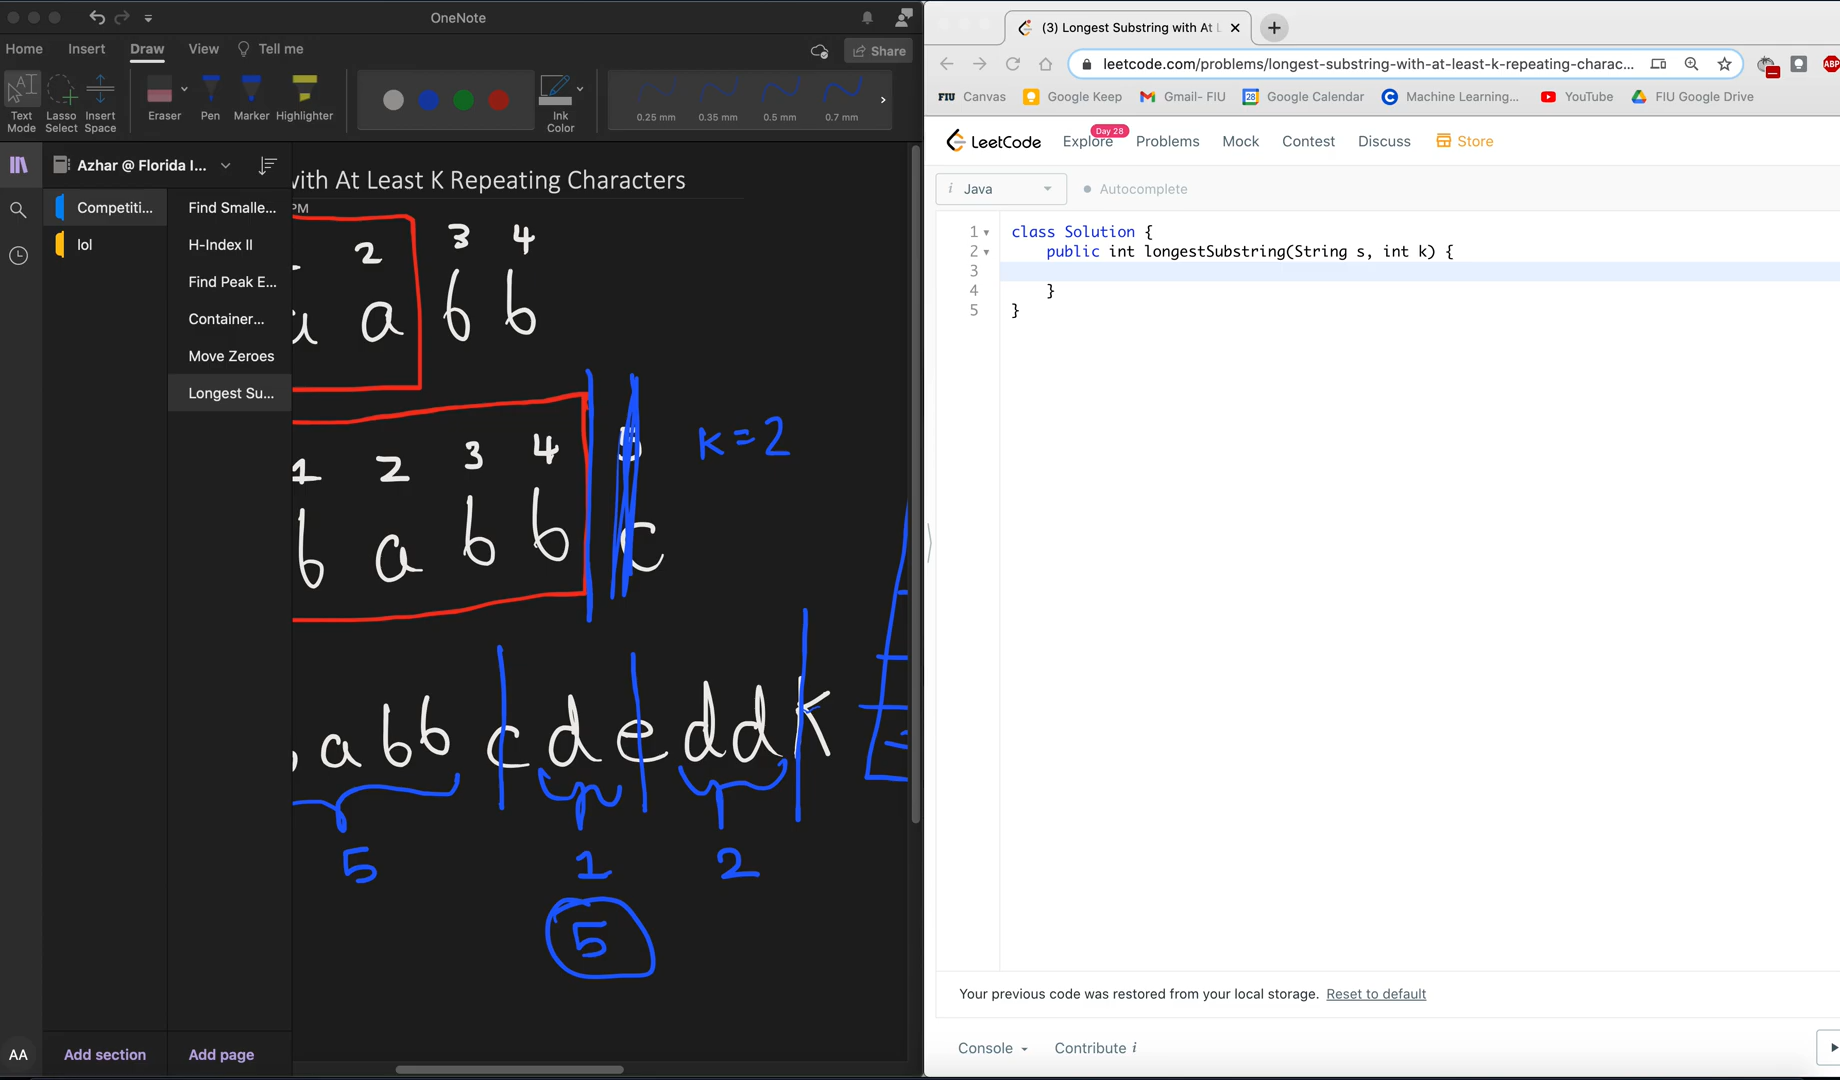 OneNote
Home Insert Draw View Tell me Share
Text Mode Lasso Select Insert Space Eraser Pen Marker Highlighter Ink Color 0.25 mm 0.35 mm 0.5 mm 0.7 mm
Azhar @ Florida I...
Competiti...
lol
Find Smalle...
H-Index II
Find Peak E...
Container...
Move Zeroes
Longest Su...
AA Add section Add page
with At Least K Repeating Characters
PM
2 3 4
a b b
K=2
1 2 3 4
b a b b c
a b b c d e d d k
5 1 2
5
(3) Longest Substring with At L
leetcode.com/problems/longest-substring-with-at-least-k-repeating-charac...
ABP
FIU Canvas Google Keep Gmail- FIU 28 Google Calendar C Machine Learning... YouTube FIU Google Drive
LeetCode Explore Day 28 Problems Mock Contest Discuss Store
i Java Autocomplete
1 class Solution {
2 public int longestSubstring(String s, int k) {
3
4 }
5 }
Your previous code was restored from your local storage. Reset to default
Console Contribute i